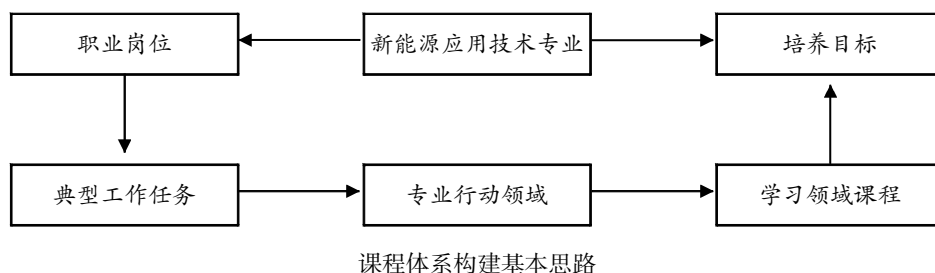 职业岗位
新能源应用技术专业
培养目标
典型工作任务
专业行动领域
学习领域课程
课程体系构建基本思路